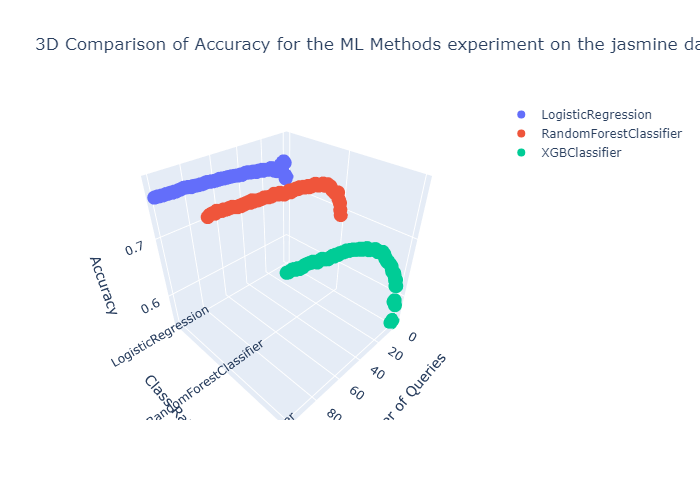 3D Comparison of Accuracy for the ML Methods experiment on the jasmine da
LogisticRegression
RandomForestClassifier
XGBClassifier
0.7
Accuracy
0.6
LogisticRegression
RandomForestClassifier
0
20
40
60
80
er of Queries